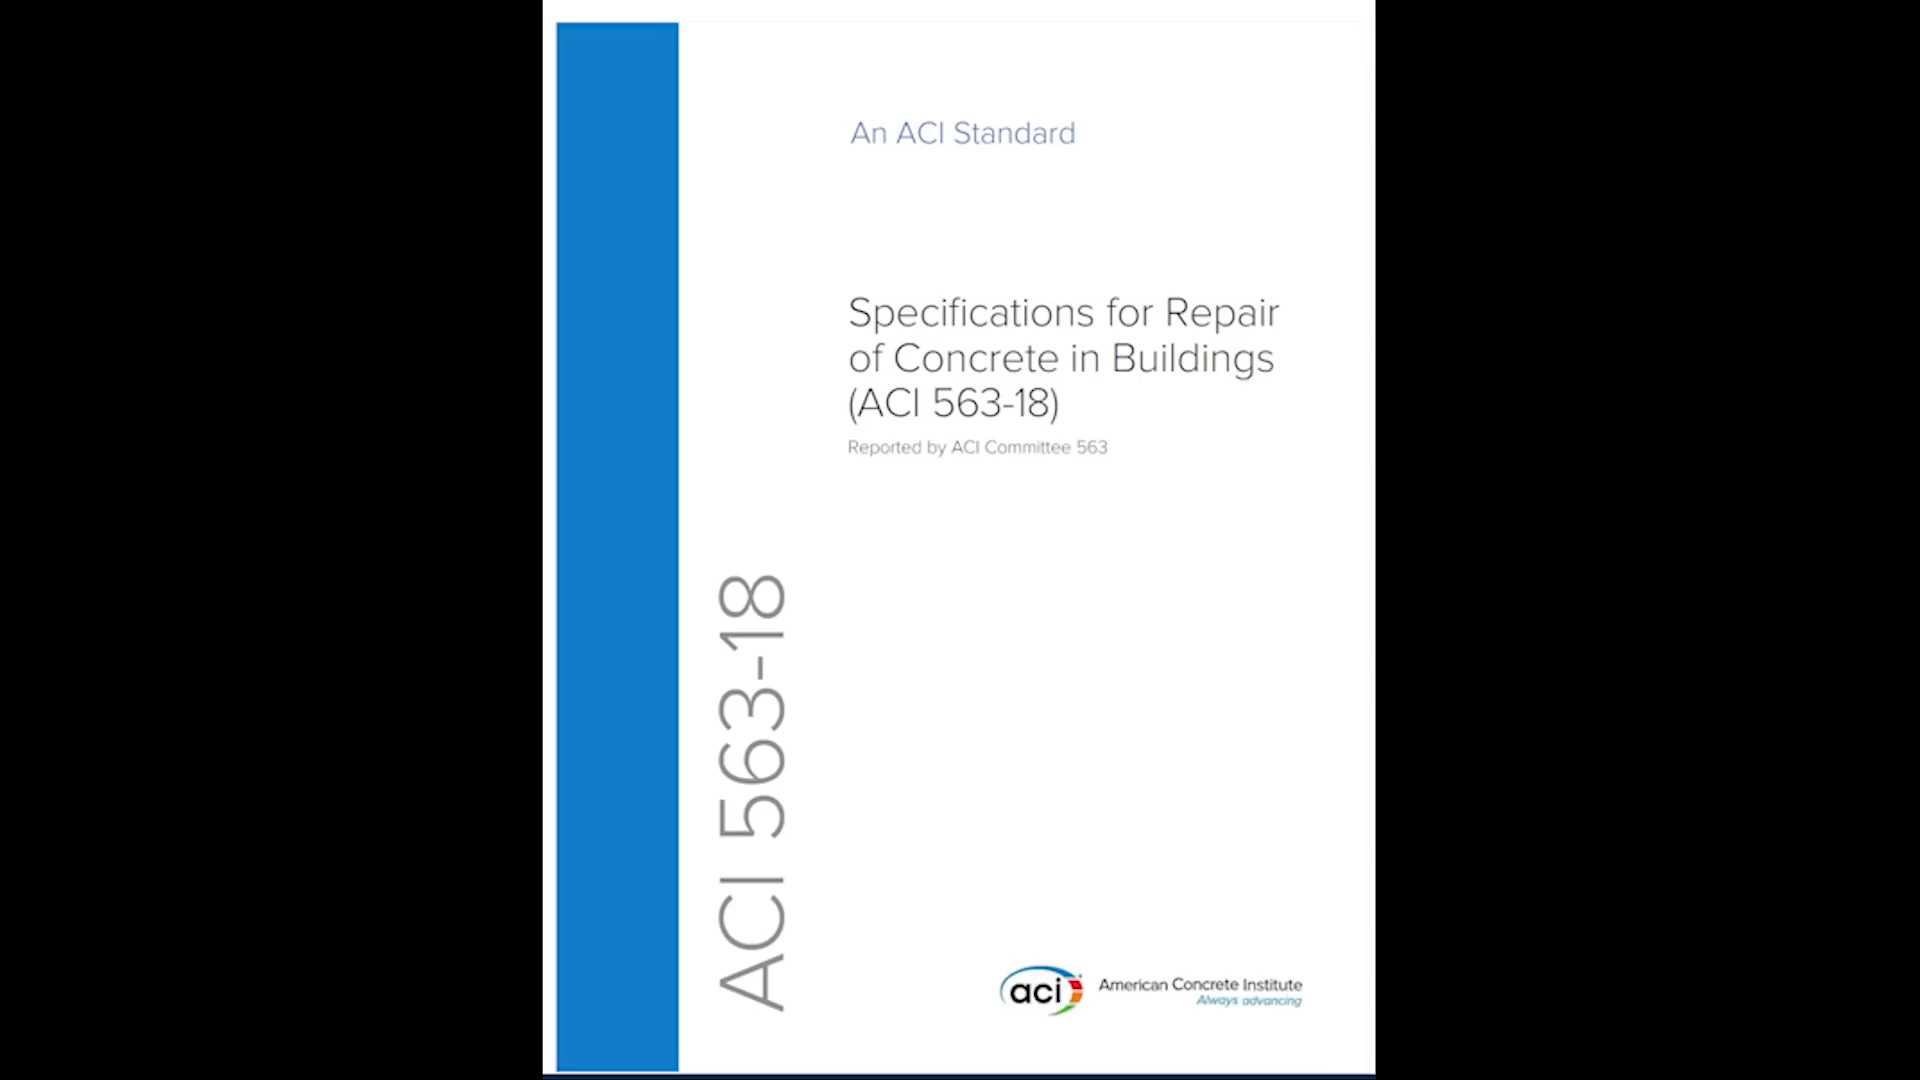 An ACI Standard
Specifications for Repair
of Concrete in Buildings
(ACI 563-18)
Reported by ACI Committee 563
ACI 563-18
aci
American Concrete Institute
Always advancing